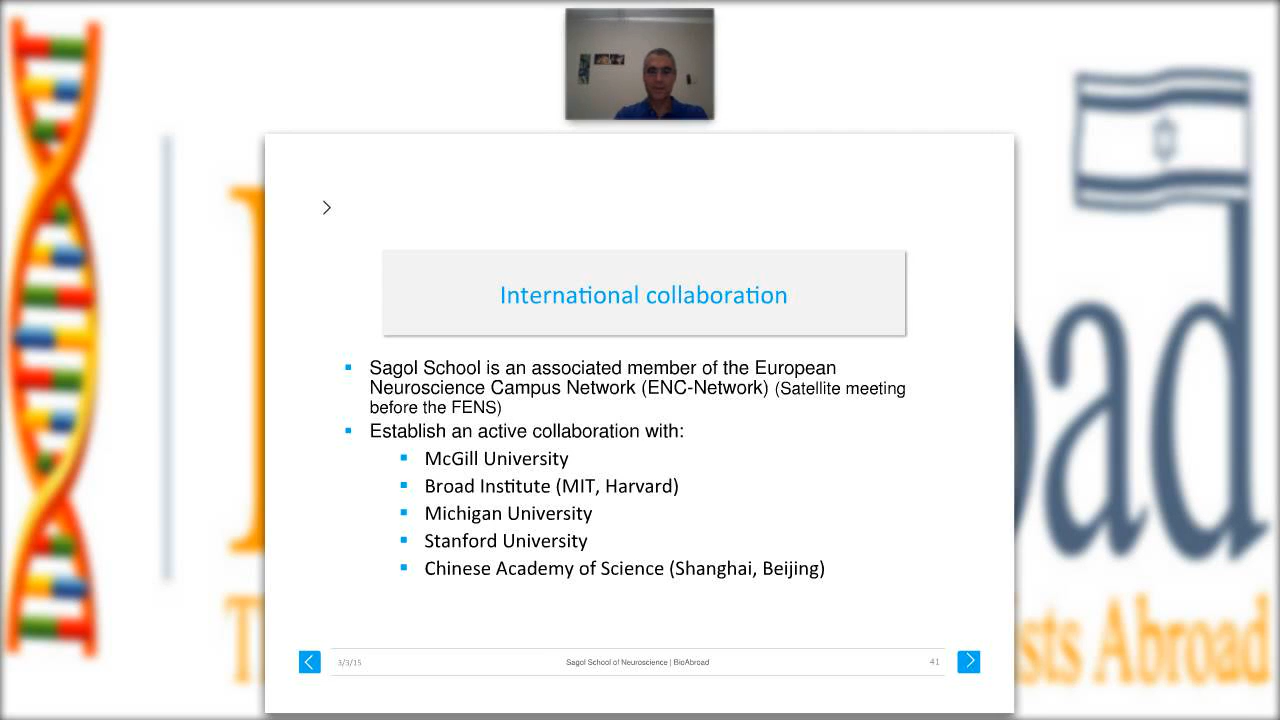 International collaboration
Sagol School is an associated member of the European
Neuroscience Campus Network (ENC-Network) (Satellite meeting
before the FENS)
Establish an active collaboration with:
McGill University
Broad Institute (MIT, Harvard)
Michigan University
Stanford University
Chinese Academy of Science (Shanghai, Beijing)
3/3/15 Sagol School of Neuroscience | BioAbroad 41
Abroad